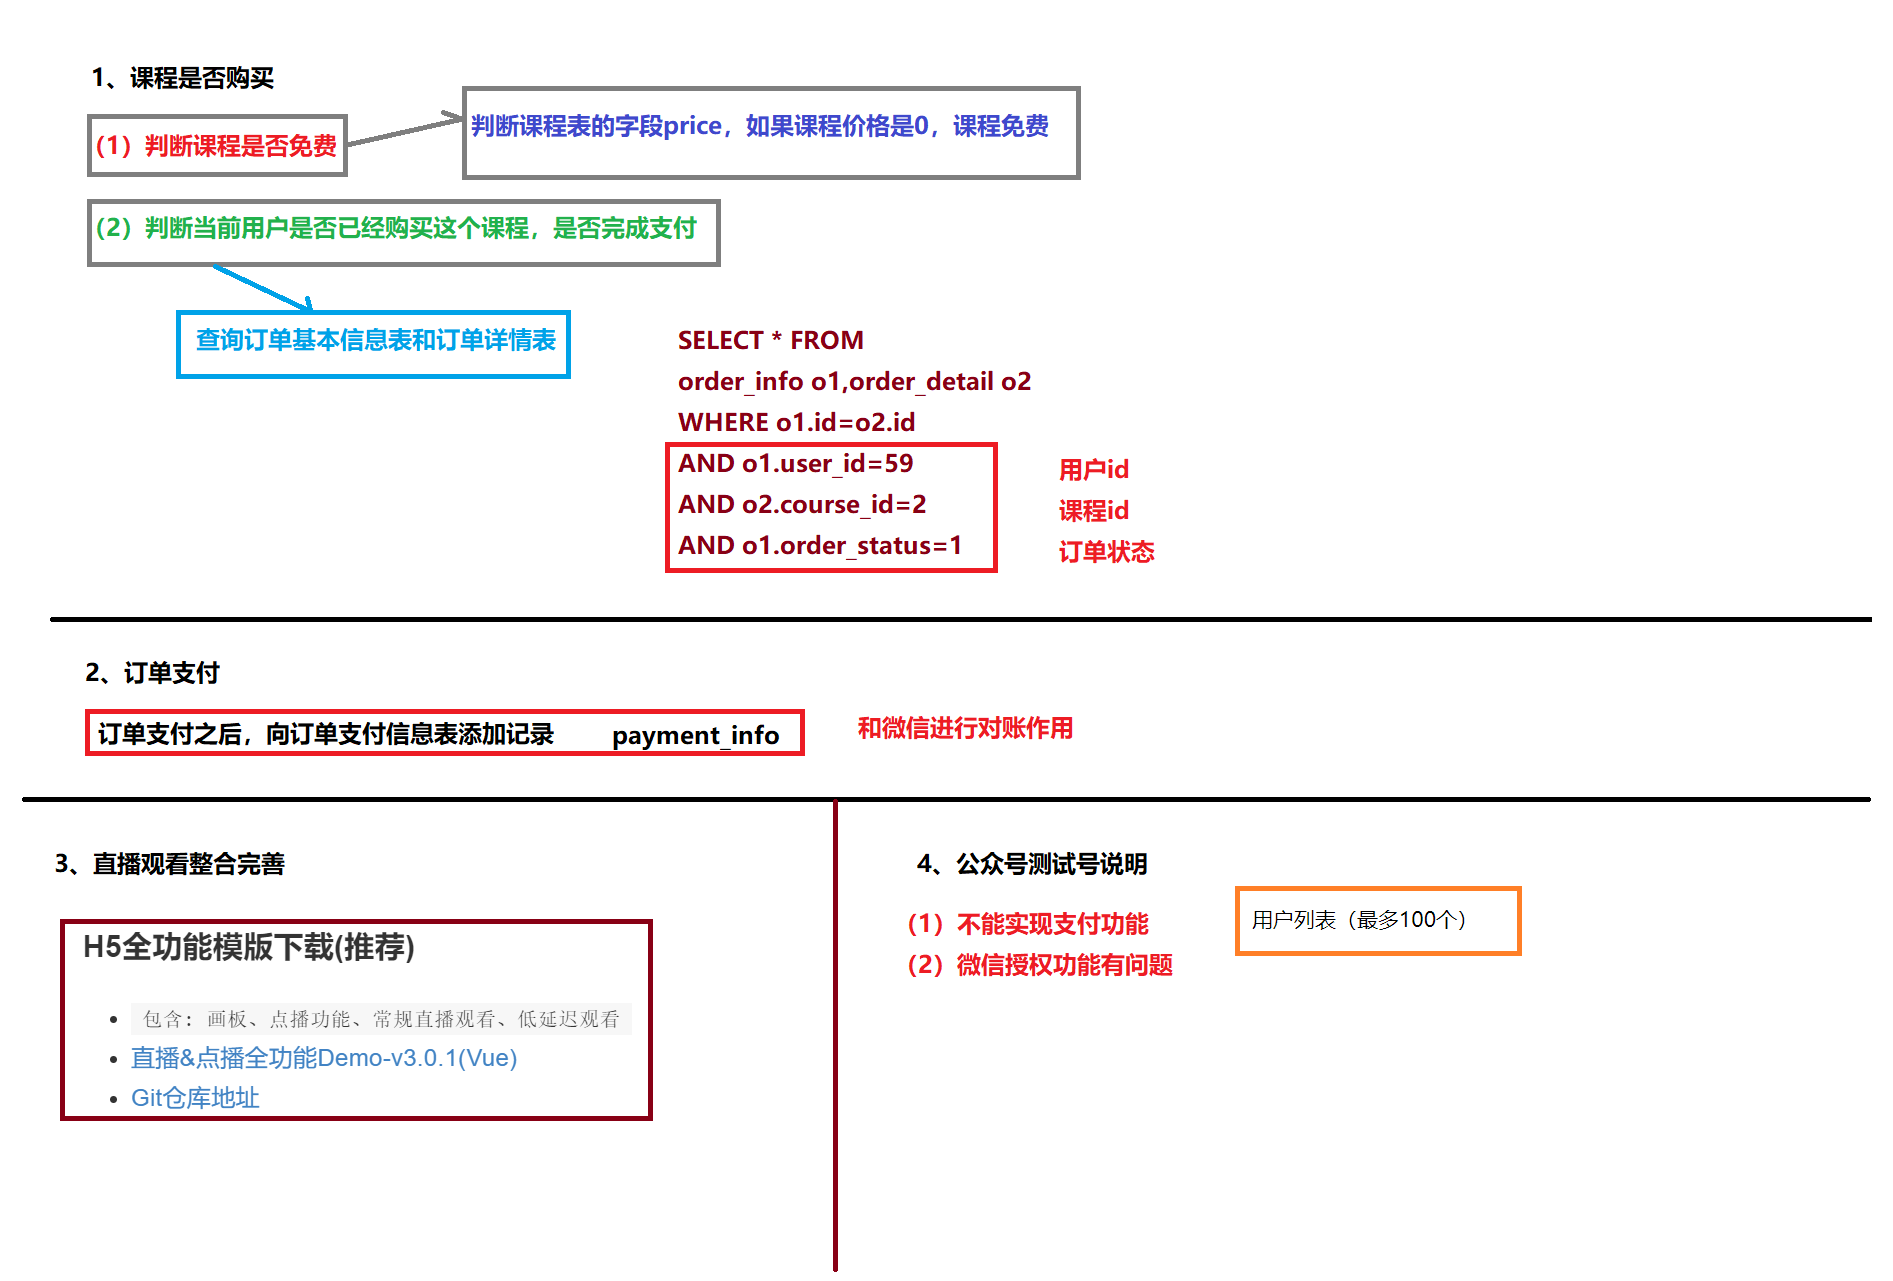 1、课程是否购买
（1）判断课程是否免费
判断课程表的字段price，如果课程价格是0，课程免费
（2）判断当前用户是否已经购买这个课程，是否完成支付
查询订单基本信息表和订单详情表
SELECT * FROM
order_info o1,order_detail o2
WHERE o1.id=o2.id
AND o1.user_id=59
用户id
AND o2.course_id=2
课程id
AND o1.order_status=1
订单状态
2、订单支付
订单支付之后，向订单支付信息表添加记录 payment_info
和微信进行对账作用
3、直播观看整合完善
H5全功能模版下载(推荐)
包含：画板、点播功能、常规直播观看、低延迟观看
直播&点播全功能Demo-v3.0.1(Vue)
Git仓库地址
4、公众号测试号说明
（1）不能实现支付功能
（2）微信授权功能有问题
用户列表（最多100个）